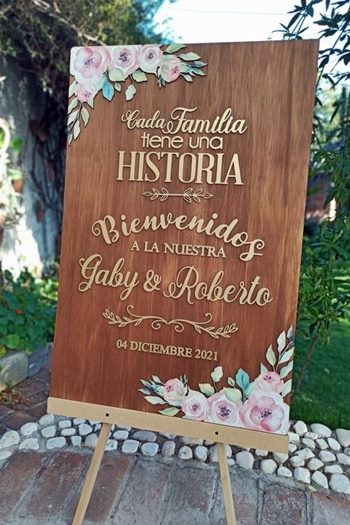 Cada Familia
tiene una
HISTORIA
Bienvenidos
A LA NUESTRA
Gaby & Roberto
04 DICIEMBRE 2021